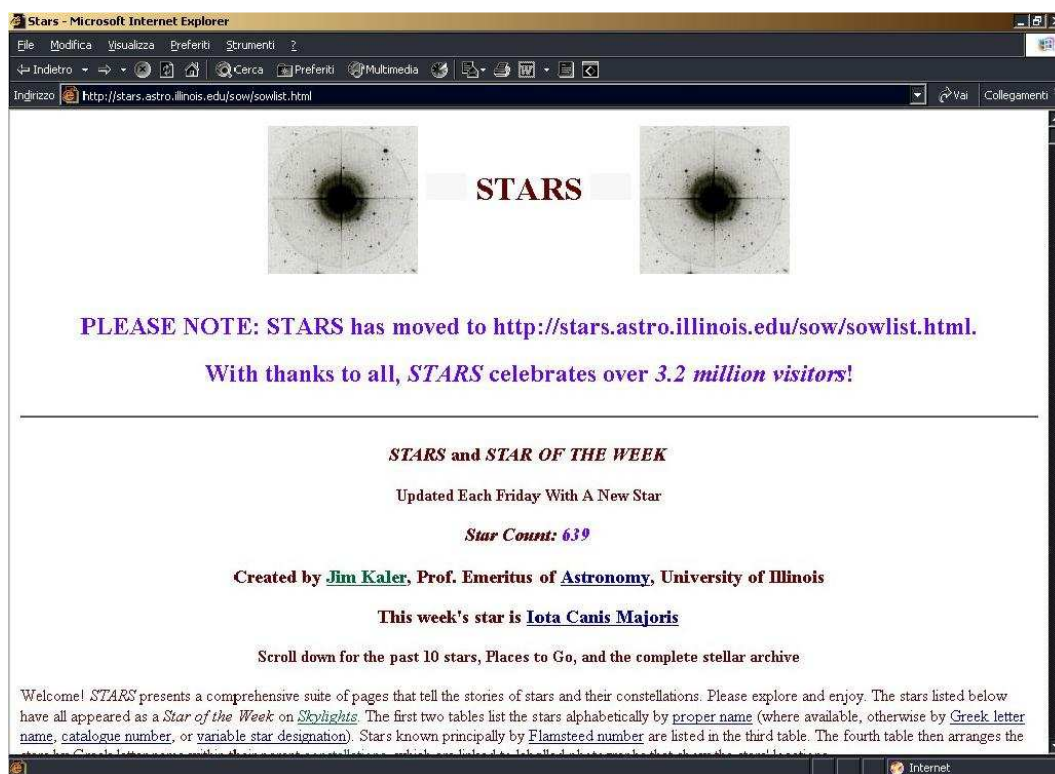 Stars - Microsoft Internet Explorer
File Modifica Visualizza Preferiti Strumenti ?
Indietro Cerca Preferiti Multimedia
Indirizzo http://stars.astro.illinois.edu/sow/sowlist.html Vai Collegamenti
STARS
PLEASE NOTE: STARS has moved to http://stars.astro.illinois.edu/sow/sowlist.html.
With thanks to all, STARS celebrates over 3.2 million visitors!
STARS and STAR OF THE WEEK
Updated Each Friday With A New Star
Star Count: 639
Created by Jim Kaler, Prof. Emeritus of Astronomy, University of Illinois
This week's star is Iota Canis Majoris
Scroll down for the past 10 stars, Places to Go, and the complete stellar archive
Welcome! STARS presents a comprehensive suite of pages that tell the stories of stars and their constellations. Please explore and enjoy. The stars listed below
have all appeared as a Star of the Week on Skylights. The first two tables list the stars alphabetically by proper name (where available, otherwise by Greek letter
name, catalogue number, or variable star designation). Stars known principally by Flamsteed number are listed in the third table. The fourth table then arranges the
Internet